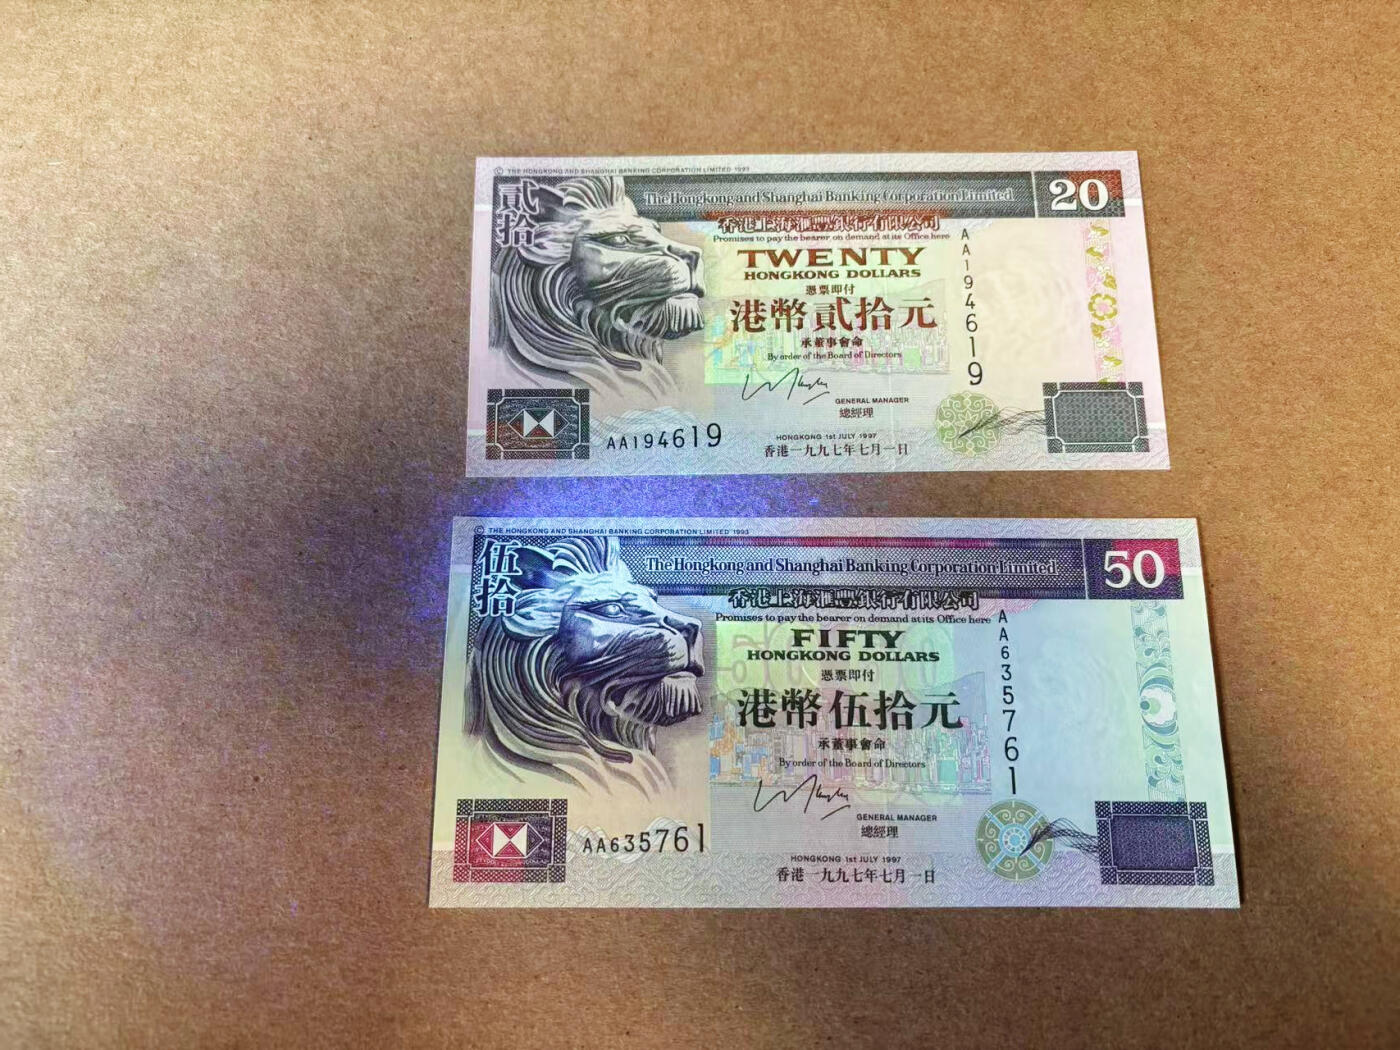 © THE HONGKONG AND SHANGHAI BANKING CORPORATION LIMITED 1993
貳拾
The Hongkong and Shanghai Banking Corporation Limited
20
香港上海滙豐銀行有限公司
Promises to pay the bearer on demand at its Office here
TWENTY
HONGKONG DOLLARS
憑票即付
港幣貳拾元
承董事會命
By order of the Board of Directors
AA194619
GENERAL MANAGER
總經理
AA194619
HONGKONG 1st JULY 1997
香港一九九七年七月一日
© THE HONGKONG AND SHANGHAI BANKING CORPORATION LIMITED 1993
伍拾
The Hongkong and Shanghai Banking Corporation Limited
50
香港上海滙豐銀行有限公司
Promises to pay the bearer on demand at its Office here
FIFTY
HONGKONG DOLLARS
憑票即付
港幣伍拾元
承董事會命
By order of the Board of Directors
AA635761
GENERAL MANAGER
總經理
AA635761
HONGKONG 1st JULY 1997
香港一九九七年七月一日